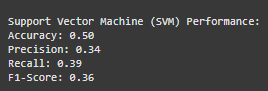 Support Vector Machine (SVM) Performance:
Accuracy: 0.50
Precision: 0.34
Recall: 0.39
F1-Score: 0.36